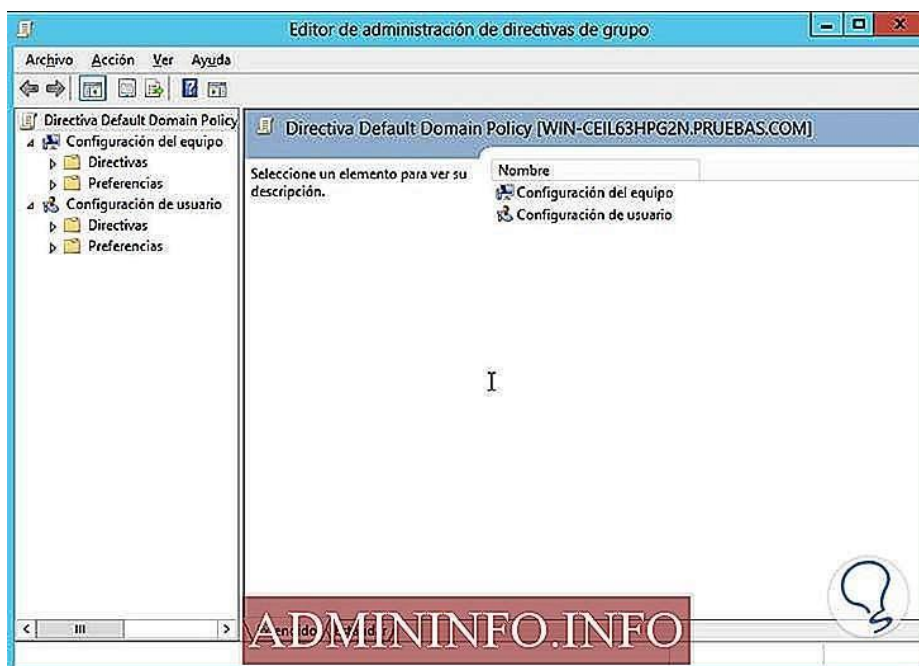 Editor de administración de directivas de grupo
Archivo Acción Ver Ayuda
Directiva Default Domain Policy
Configuración del equipo
Directivas
Preferencias
Configuración de usuario
Directivas
Preferencias
Directiva Default Domain Policy [WIN-CEIL63HPG2N.PRUEBAS.COM]
Seleccione un elemento para ver su
descripción.
Nombre
Configuración del equipo
Configuración de usuario
ADMININFO.INFO